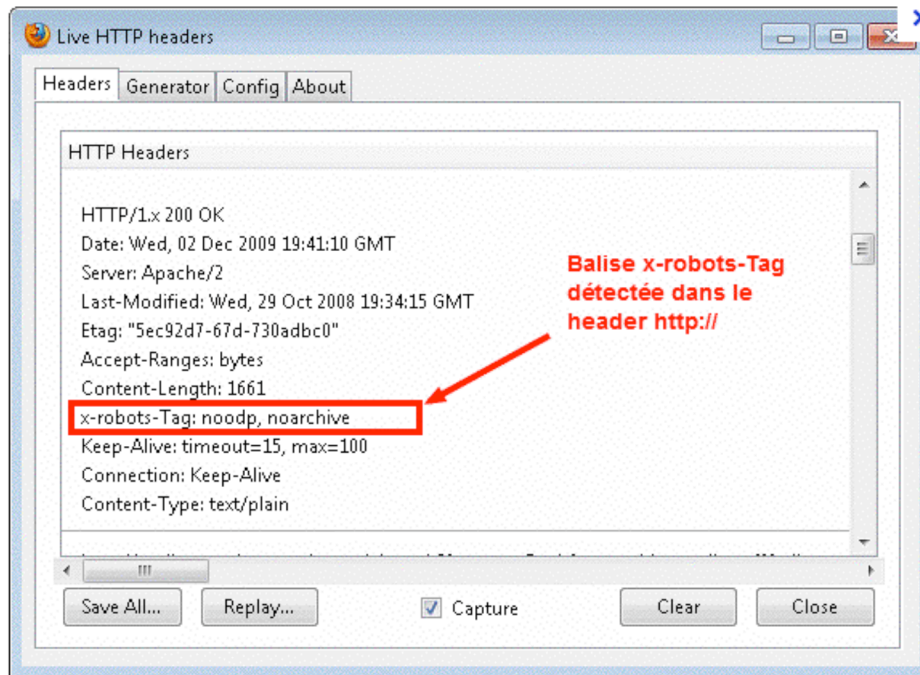 Live HTTP headers
Headers Generator Config About
HTTP Headers
HTTP/1.x 200 OK
Date: Wed, 02 Dec 2009 19:41:10 GMT
Server: Apache/2
Last-Modified: Wed, 29 Oct 2008 19:34:15 GMT
Etag: "5ec92d7-67d-730adbc0"
Accept-Ranges: bytes
Content-Length: 1661
x-robots-Tag: noodp, noarchive
Keep-Alive: timeout=15, max=100
Connection: Keep-Alive
Content-Type: text/plain
Balise x-robots-Tag
détectée dans le
header http://
Save All... Replay... Capture Clear Close